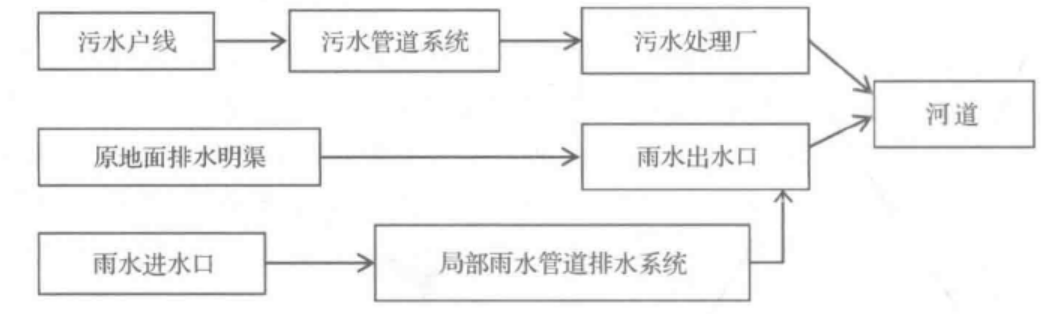 污水户线
污水管道系统
污水处理厂
河道
原地面排水明渠
雨水出水口
雨水进水口
局部雨水管道排水系统